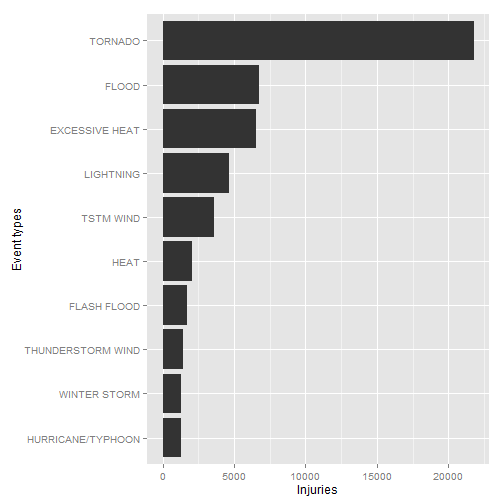 TORNADO
FLOOD
EXCESSIVE HEAT
LIGHTNING
TSTM WIND
HEAT
FLASH FLOOD
THUNDERSTORM WIND
WINTER STORM
HURRICANE/TYPHOON
Event types
0 5000 10000 15000 20000
Injuries